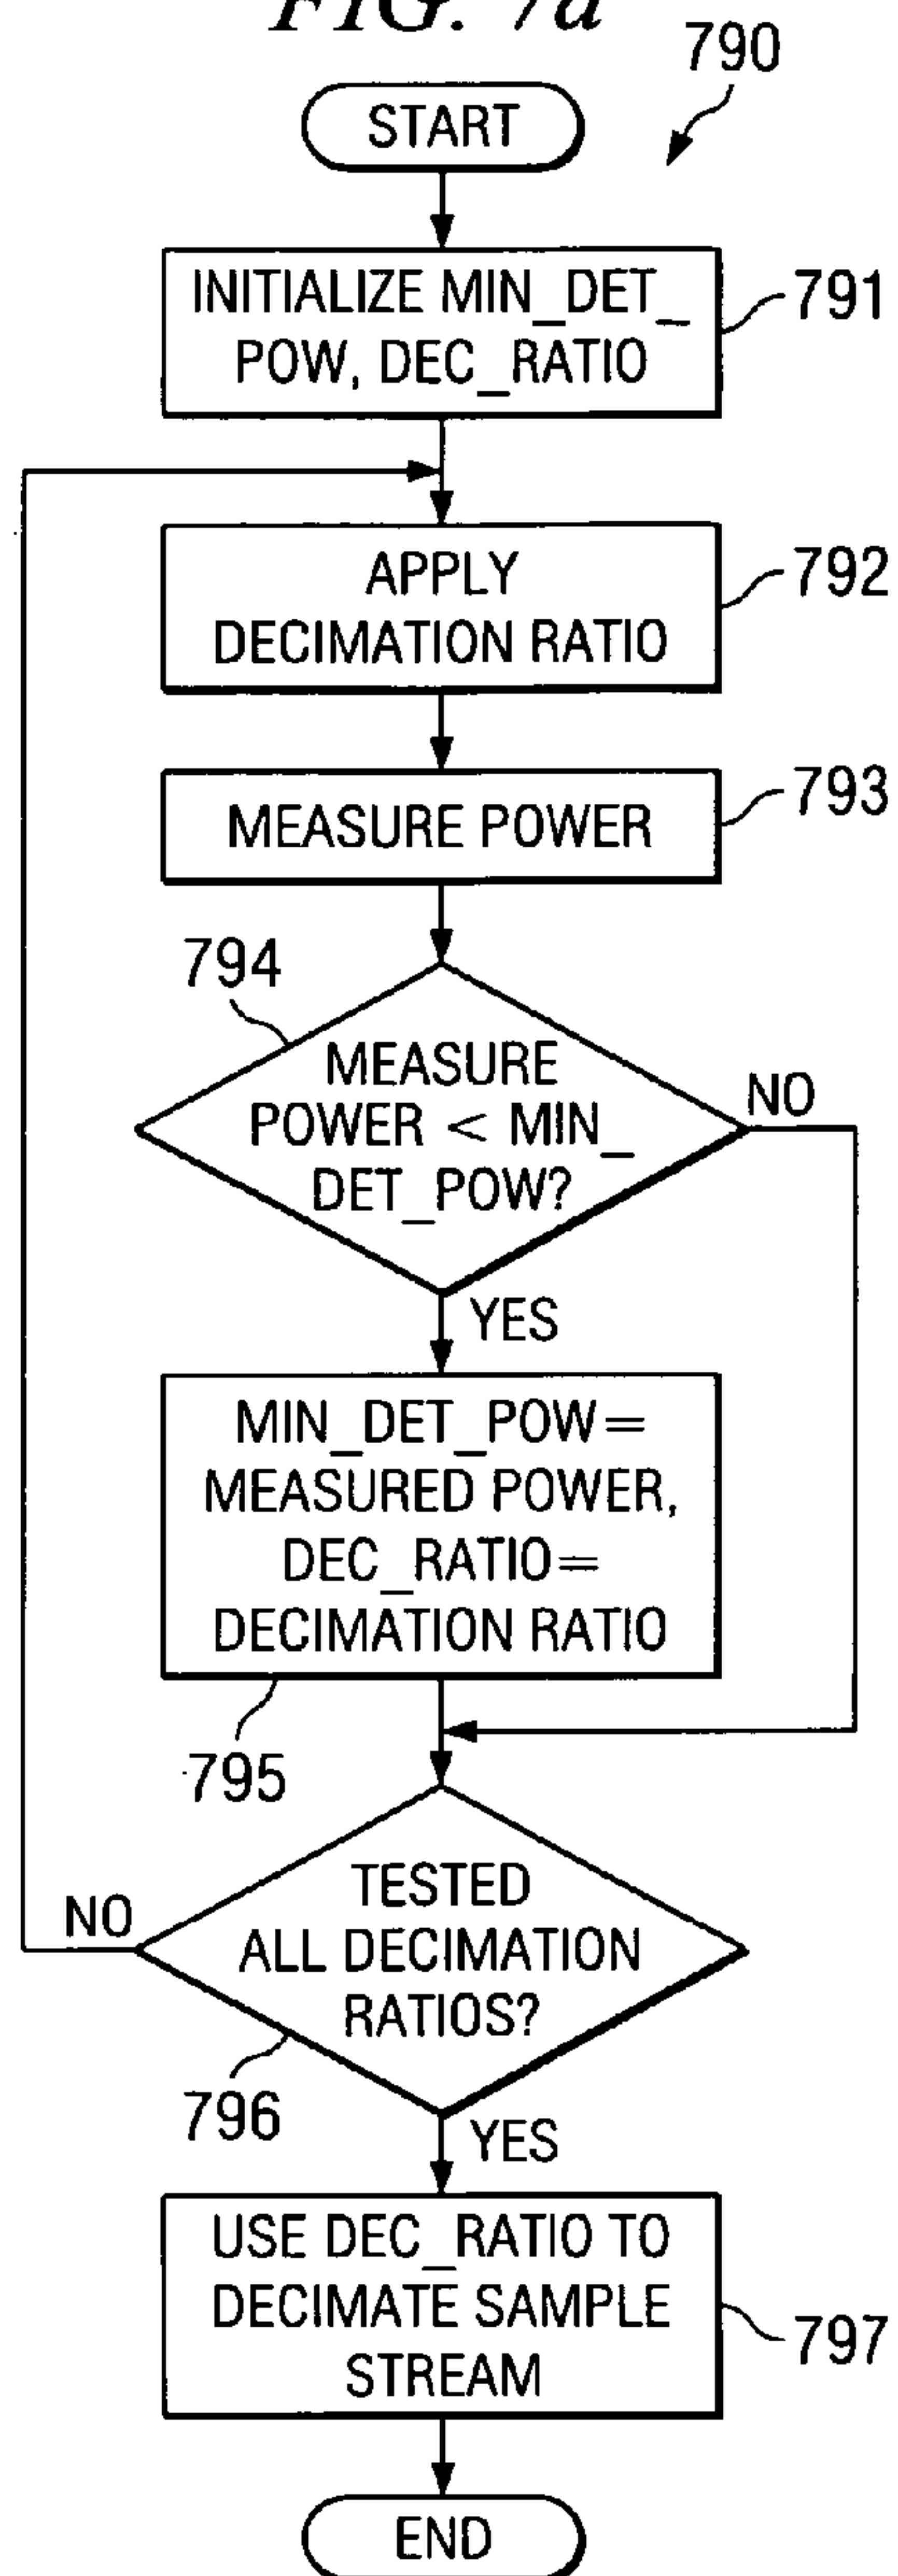 FIG. 7a
790
START
INITIALIZE MIN_DET_
POW, DEC_RATIO
791
APPLY
DECIMATION RATIO
792
MEASURE POWER
793
794
MEASURE
POWER < MIN_
DET_POW?
NO
YES
MIN_DET_POW=
MEASURED POWER,
DEC_RATIO=
DECIMATION RATIO
795
TESTED
ALL DECIMATION
RATIOS?
NO
796
YES
USE DEC_RATIO TO
DECIMATE SAMPLE
STREAM
797
END